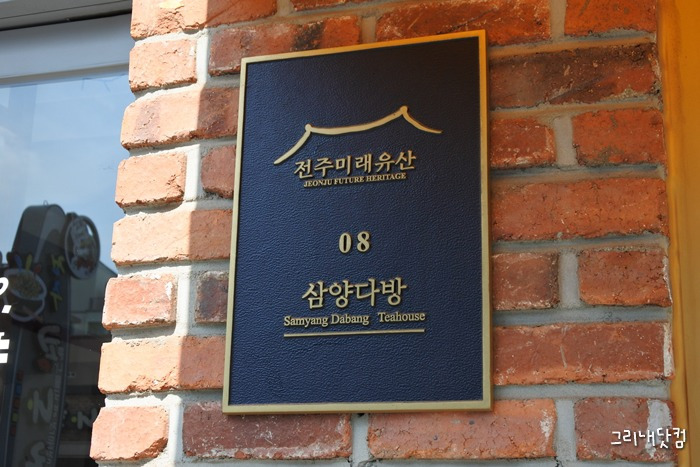 전주미래유산
JEONJU FUTURE HERITAGE
08
삼양다방
Samyang Dabang Teahouse
그리내닷컴